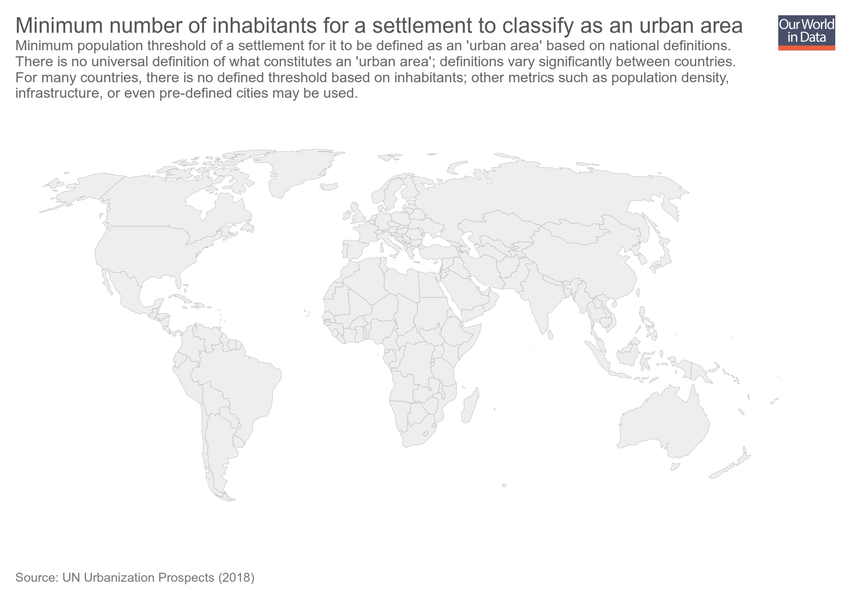 Minimum number of inhabitants for a settlement to classify as an urban area
Our World
in Data
Minimum population threshold of a settlement for it to be defined as an 'urban area' based on national definitions.
There is no universal definition of what constitutes an 'urban area'; definitions vary significantly between countries.
For many countries, there is no defined threshold based on inhabitants; other metrics such as population density,
infrastructure, or even pre-defined cities may be used.
Source: UN Urbanization Prospects (2018)